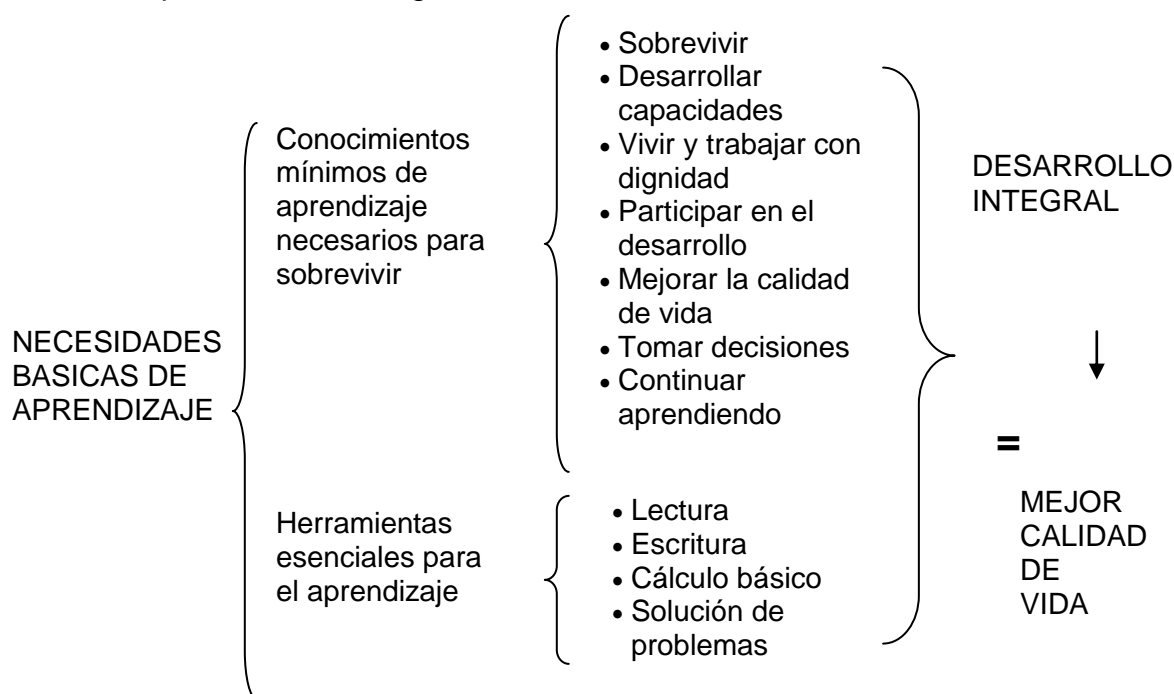 NECESIDADES
BASICAS DE
APRENDIZAJE
Conocimientos
mínimos de
aprendizaje
necesarios para
sobrevivir
• Sobrevivir
• Desarrollar
capacidades
• Vivir y trabajar con
dignidad
• Participar en el
desarrollo
• Mejorar la calidad
de vida
• Tomar decisiones
• Continuar
aprendiendo
Herramientas
esenciales para
el aprendizaje
• Lectura
• Escritura
• Cálculo básico
• Solución de
problemas
DESARROLLO
INTEGRAL
=
MEJOR
CALIDAD
DE
VIDA